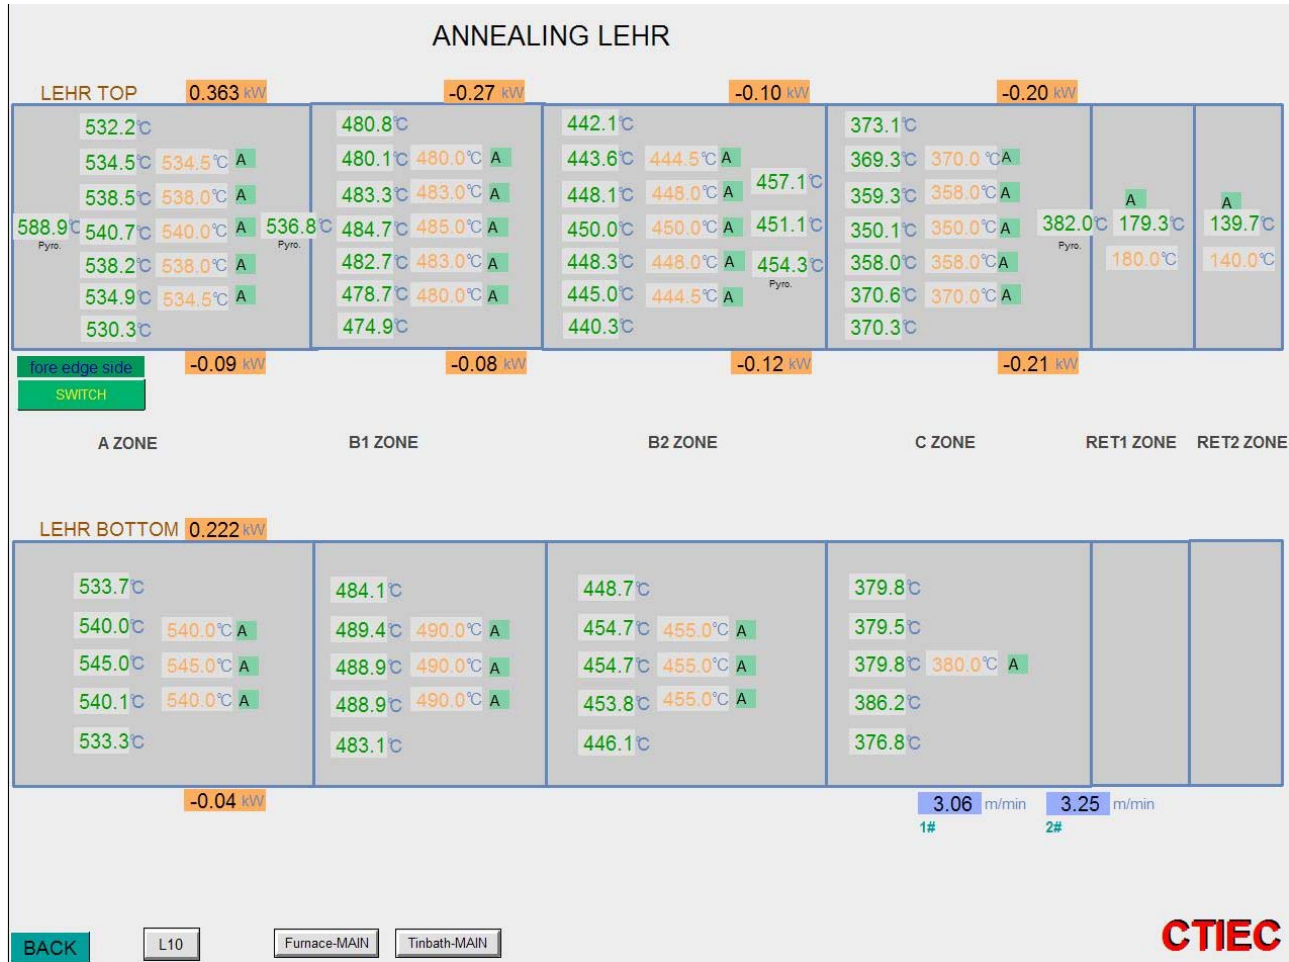 ANNEALING LEHR
LEHR TOP 0.363 kW -0.27 kW -0.10 kW -0.20 kW
532.2℃ 480.8℃ 442.1℃ 373.1℃
534.5℃ 534.5℃ A 480.1℃ 480.0℃ A 443.6℃ 444.5℃ A 369.3℃ 370.0 ℃ A
457.1℃
538.5℃ 538.0℃ A 483.3℃ 483.0℃ A 448.1℃ 448.0℃ A 359.3℃ 358.0℃ A A A
588.9℃ 540.7℃ 540.0℃ A 536.8℃ 484.7℃ 485.0℃ A 450.0℃ 450.0℃ A 451.1℃ 350.1℃ 350.0℃ A 382.0℃ 179.3℃ 139.7℃
Pyro. Pyro. Pyro.
538.2℃ 538.0℃ A 482.7℃ 483.0℃ A 448.3℃ 448.0℃ A 454.3℃ 358.0℃ 358.0℃ A 180.0℃ 140.0℃
Pyro.
534.9℃ 534.5℃ A 478.7℃ 480.0℃ A 445.0℃ 444.5℃ A 370.6℃ 370.0℃ A
530.3℃ 474.9℃ 440.3℃ 370.3℃
fore edge side -0.09 kW -0.08 kW -0.12 kW -0.21 kW
SWITCH
A ZONE B1 ZONE B2 ZONE C ZONE RET1 ZONE RET2 ZONE
LEHR BOTTOM 0.222 kW
533.7℃ 484.1℃ 448.7℃ 379.8℃
540.0℃ 540.0℃ A 489.4℃ 490.0℃ A 454.7℃ 455.0℃ A 379.5℃
545.0℃ 545.0℃ A 488.9℃ 490.0℃ A 454.7℃ 455.0℃ A 379.8℃ 380.0℃ A
540.1℃ 540.0℃ A 488.9℃ 490.0℃ A 453.8℃ 455.0℃ A 386.2℃
533.3℃ 483.1℃ 446.1℃ 376.8℃
-0.04 kW 3.06 m/min 3.25 m/min
1# 2#
BACK L10 Furnace-MAIN Tinbath-MAIN CTIEC